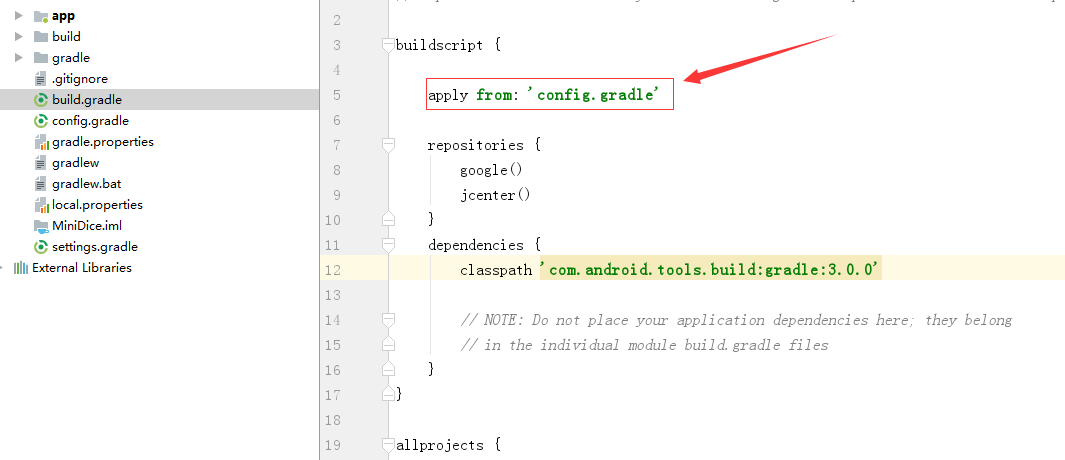 app
build
gradle
.gitignore
build.gradle
config.gradle
gradle.properties
gradlew
gradlew.bat
local.properties
MiniDice.iml
settings.gradle
External Libraries
2
3 buildscript {
4
5 apply from: 'config.gradle'
6
7 repositories {
8 google()
9 jcenter()
10 }
11 dependencies {
12 classpath 'com.android.tools.build:gradle:3.0.0'
13
14 // NOTE: Do not place your application dependencies here; they belong
15 // in the individual module build.gradle files
16 }
17 }
18
19 allprojects {